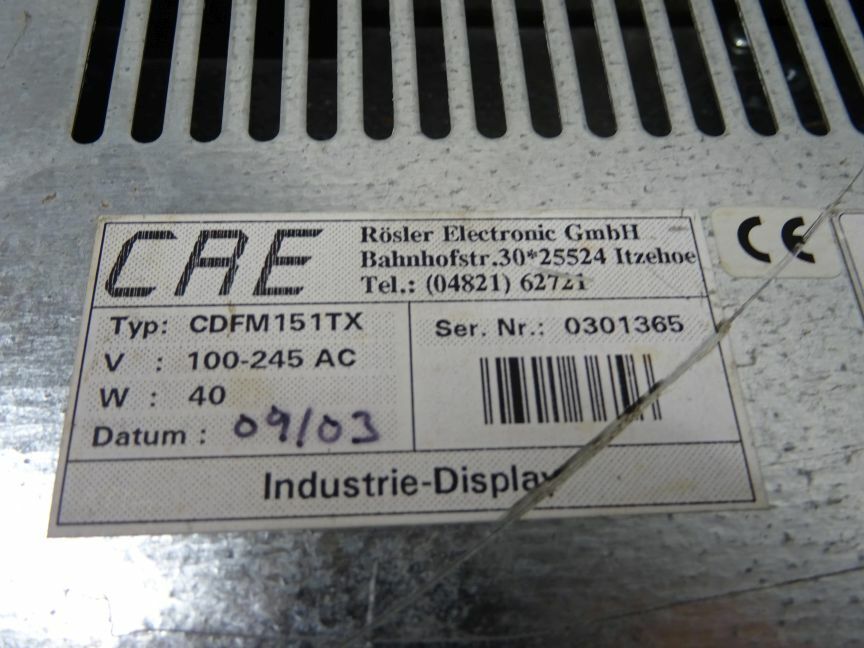 CAE
Rösler Electronic GmbH
Bahnhofstr.30*25524 Itzehoe
Tel.: (04821) 62721
CE
Typ: CDFM151TX
V : 100-245 AC
W : 40
Datum : 09/03
Ser. Nr.: 0301365
Industrie-Display